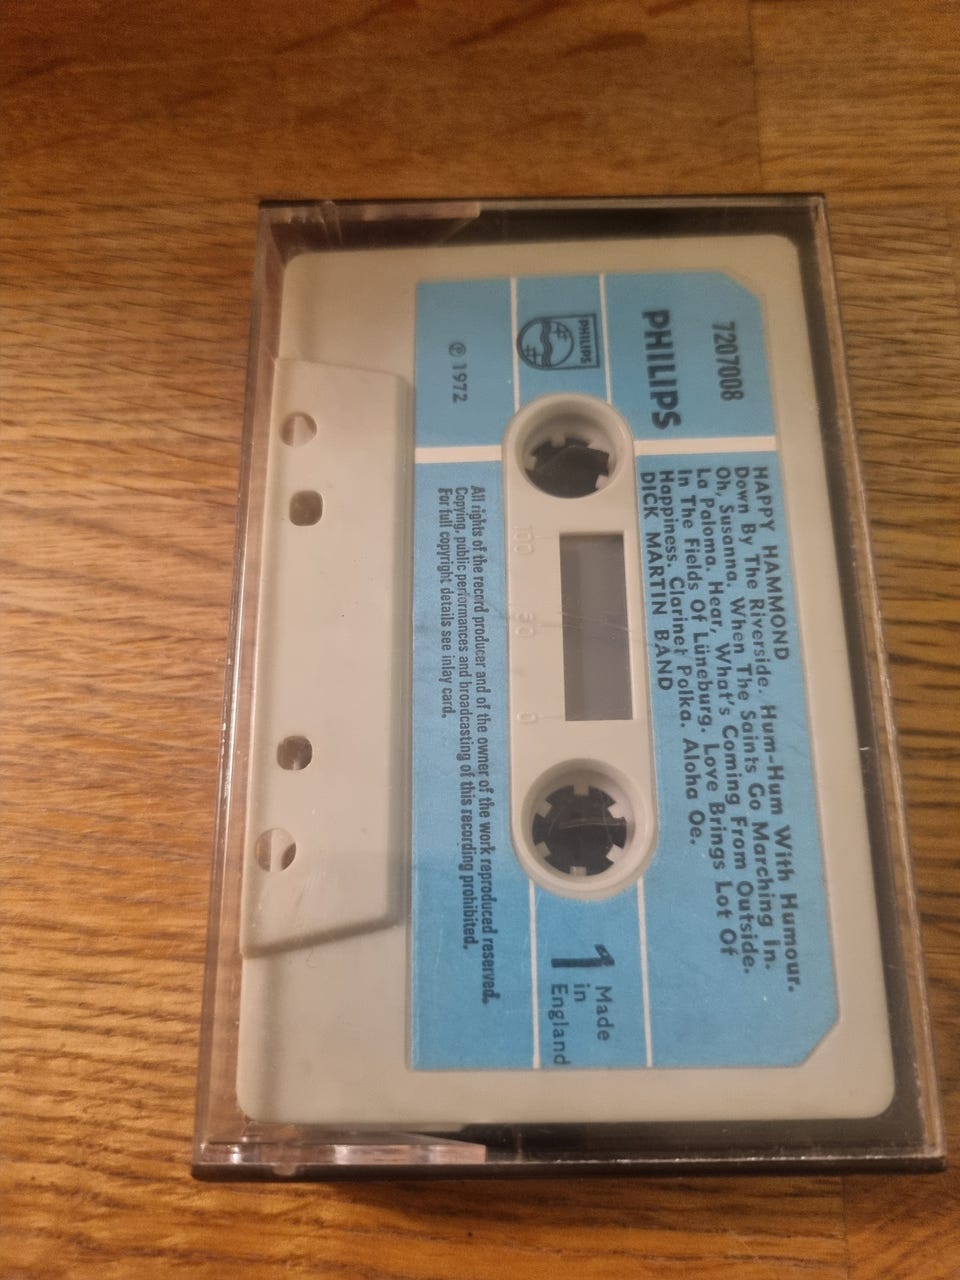 7207008
HAPPY HAMMOND
Down By The Riverside. Hum-Hum With Humour.
Oh, Susanna. When The Saints Go Marching In.
La Paloma. Hear, What's Coming From Outside.
In The Fields Of Lüneburg. Love Brings Lot Of
Happiness. Clarinet Polka. Aloha Oe.
DICK MARTIN BAND
PHILIPS
PHILIPS
100 50 0
1
Made
in
England
℗ 1972
All rights of the record producer and of the owner of the work reproduced reserved.
Copying, public performances and broadcasting of this recording prohibited.
For full copyright details see inlay card.